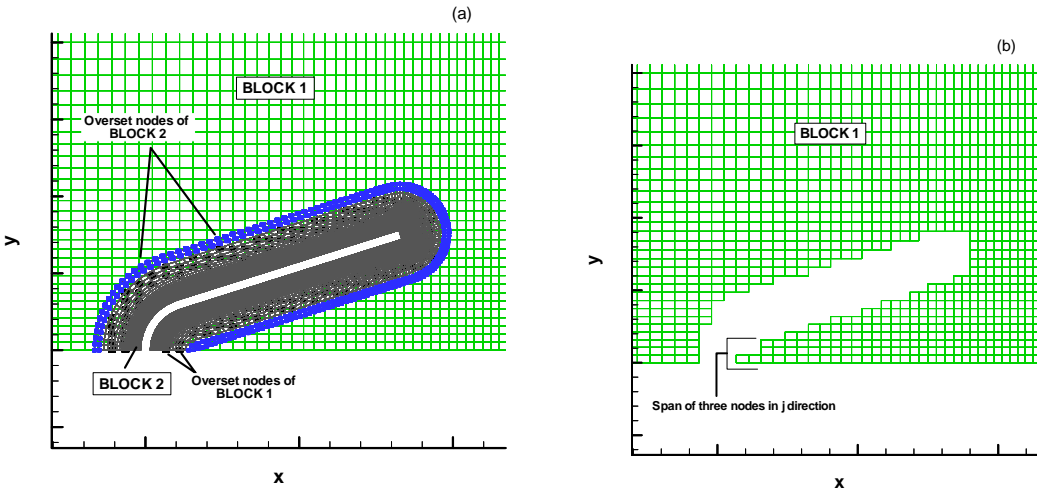 (a)
BLOCK 1
Overset nodes of
BLOCK 2
y
BLOCK 2
Overset nodes of
BLOCK 1
x
(b)
BLOCK 1
y
Span of three nodes in j direction
x